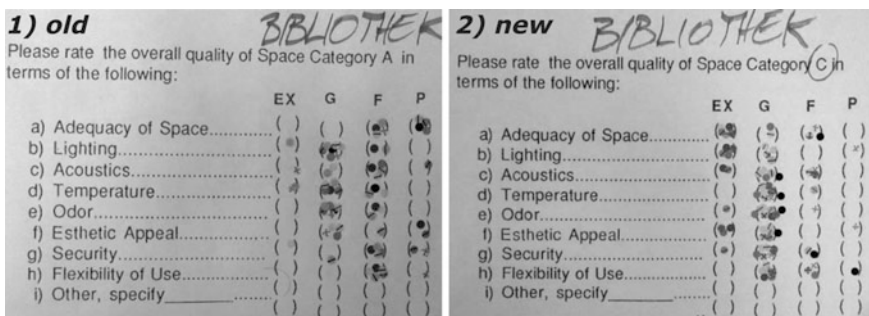 1) old
BIBLIOTHEK
Please rate the overall quality of Space Category A in
terms of the following:
EX G F P
a) Adequacy of Space............. ( ) ( ) ( ) ( )
b) Lighting............................ ( ) ( ) ( ) ( )
c) Acoustics.......................... ( ) ( ) ( ) ( )
d) Temperature..................... ( ) ( ) ( ) ( )
e) Odor................................. ( ) ( ) ( ) ( )
f) Esthetic Appeal................. ( ) ( ) ( ) ( )
g) Security............................ ( ) ( ) ( ) ( )
h) Flexibility of Use............... ( ) ( ) ( ) ( )
i) Other, specify_________ ....... ( ) ( ) ( ) ( )
( ) ( ) ( ) ( )
2) new
BIBLIOTHEK
Please rate the overall quality of Space Category C in
terms of the following:
EX G F P
a) Adequacy of Space............. ( ) ( ) ( ) ( )
b) Lighting............................ ( ) ( ) ( ) ( )
c) Acoustics.......................... ( ) ( ) ( ) ( )
d) Temperature..................... ( ) ( ) ( ) ( )
e) Odor................................. ( ) ( ) ( ) ( )
f) Esthetic Appeal................. ( ) ( ) ( ) ( )
g) Security............................ ( ) ( ) ( ) ( )
h) Flexibility of Use............... ( ) ( ) ( ) ( )
i) Other, specify_________ ....... ( ) ( ) ( ) ( )
( ) ( ) ( ) ( )